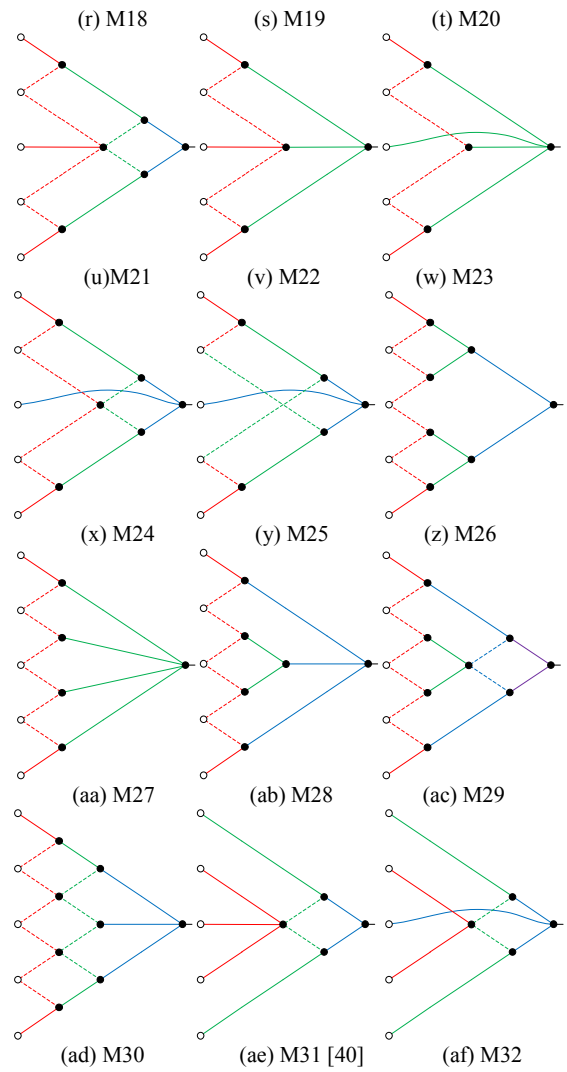 (r) M18 (s) M19 (t) M20
(u)M21 (v) M22 (w) M23
(x) M24 (y) M25 (z) M26
(aa) M27 (ab) M28 (ac) M29
(ad) M30 (ae) M31 [40] (af) M32